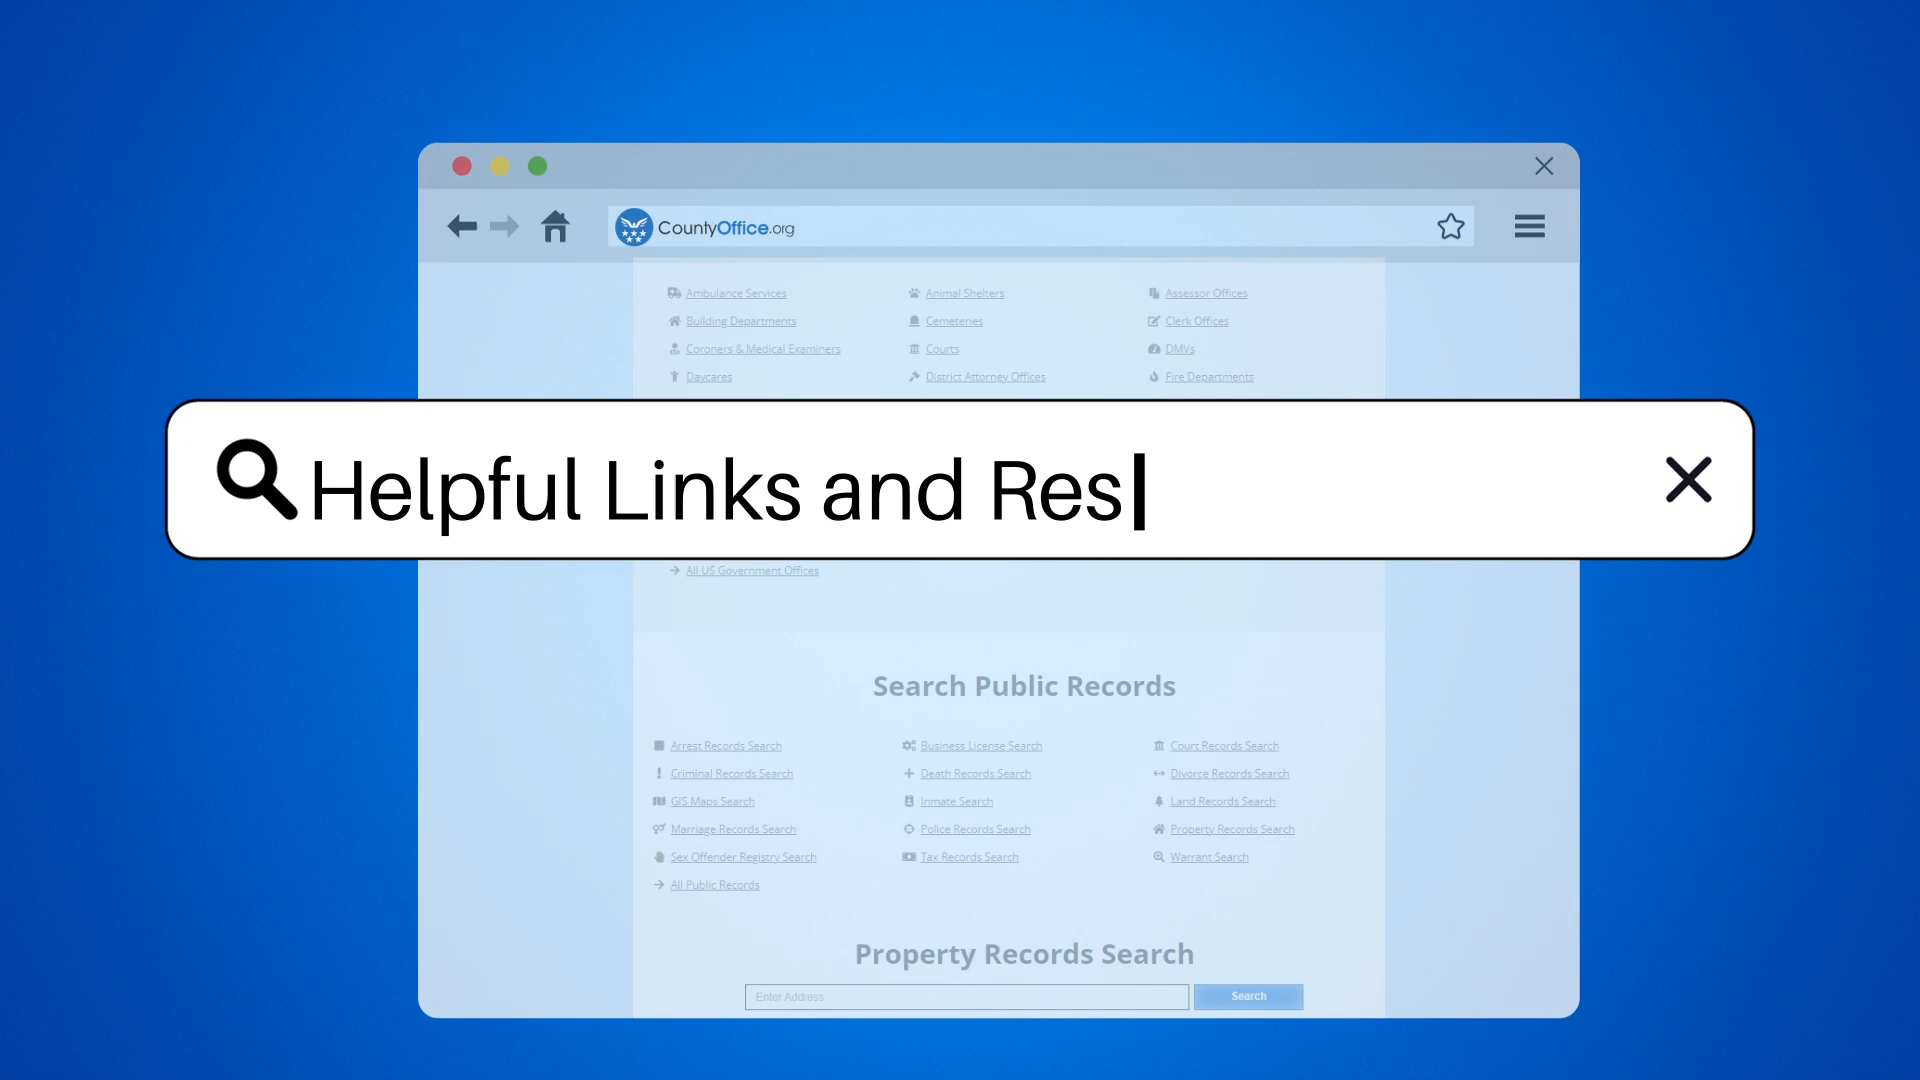 CountyOffice.org
Ambulance Services Animal Shelters Assessor Offices
Building Departments Cemeteries Clerk Offices
Coroners & Medical Examiners Courts DMVs
Daycares District Attorney Offices Fire Departments
Helpful Links and Res
All US Government Offices
Search Public Records
Arrest Records Search Business License Search Court Records Search
Criminal Records Search Death Records Search Divorce Records Search
GIS Maps Search Inmate Search Land Records Search
Marriage Records Search Police Records Search Property Records Search
Sex Offender Registry Search Tax Records Search Warrant Search
All Public Records
Property Records Search
Enter Address Search